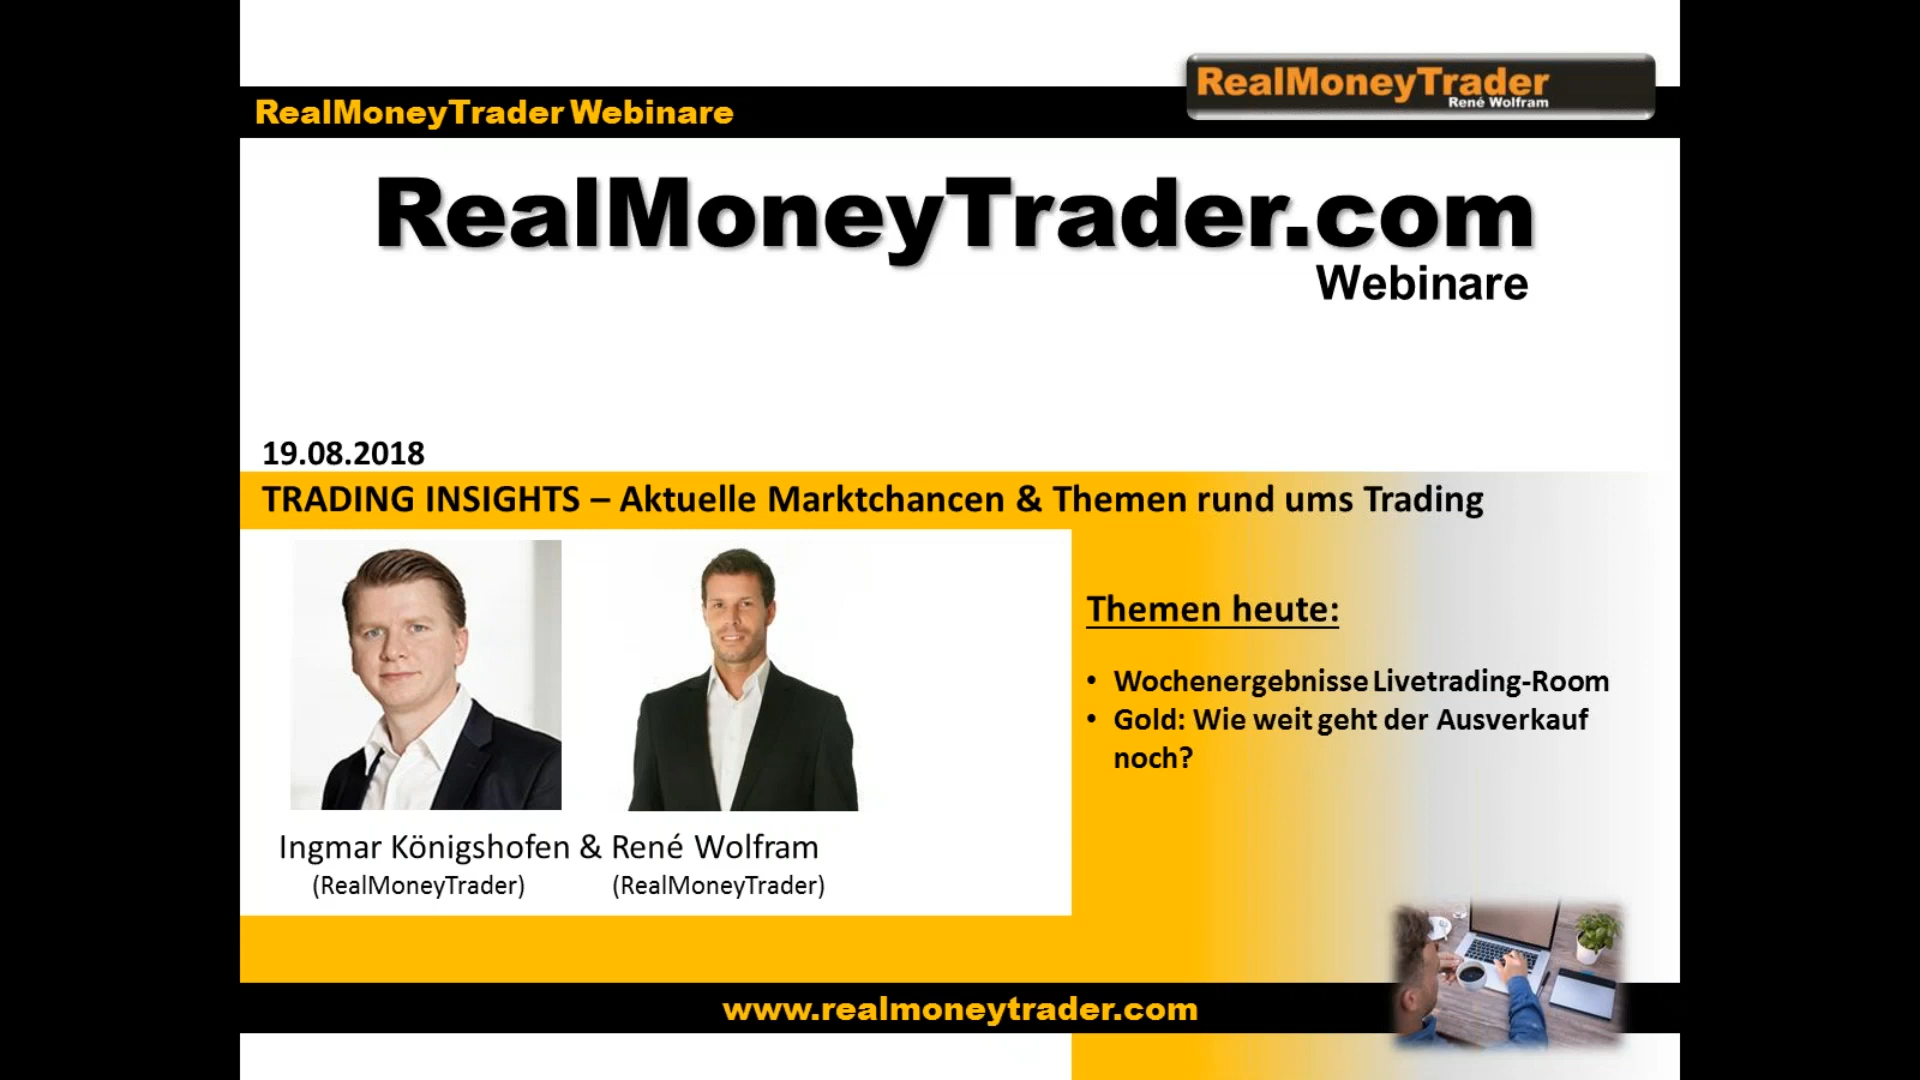 RealMoneyTrader
René Wolfram
RealMoneyTrader Webinare
RealMoneyTrader.com
Webinare
19.08.2018
TRADING INSIGHTS – Aktuelle Marktchancen & Themen rund ums Trading
Themen heute:
• Wochenergebnisse Livetrading-Room
• Gold: Wie weit geht der Ausverkauf
noch?
Ingmar Königshofen & René Wolfram
(RealMoneyTrader) (RealMoneyTrader)
www.realmoneytrader.com